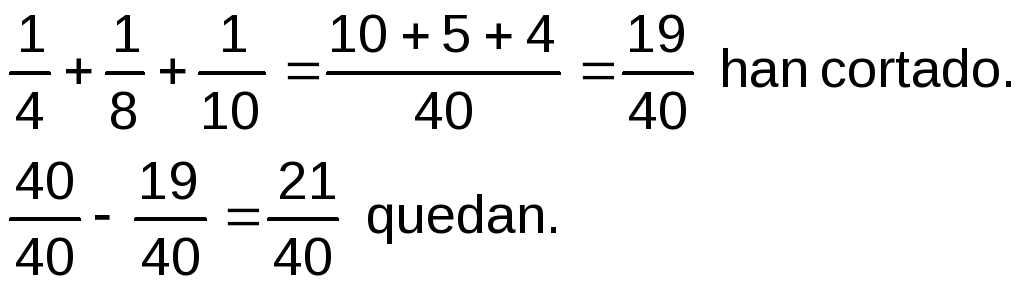 1/4 + 1/8 + 1/10 = (10 + 5 + 4)/40 = 19/40 han cortado.
40/40 - 19/40 = 21/40 quedan.